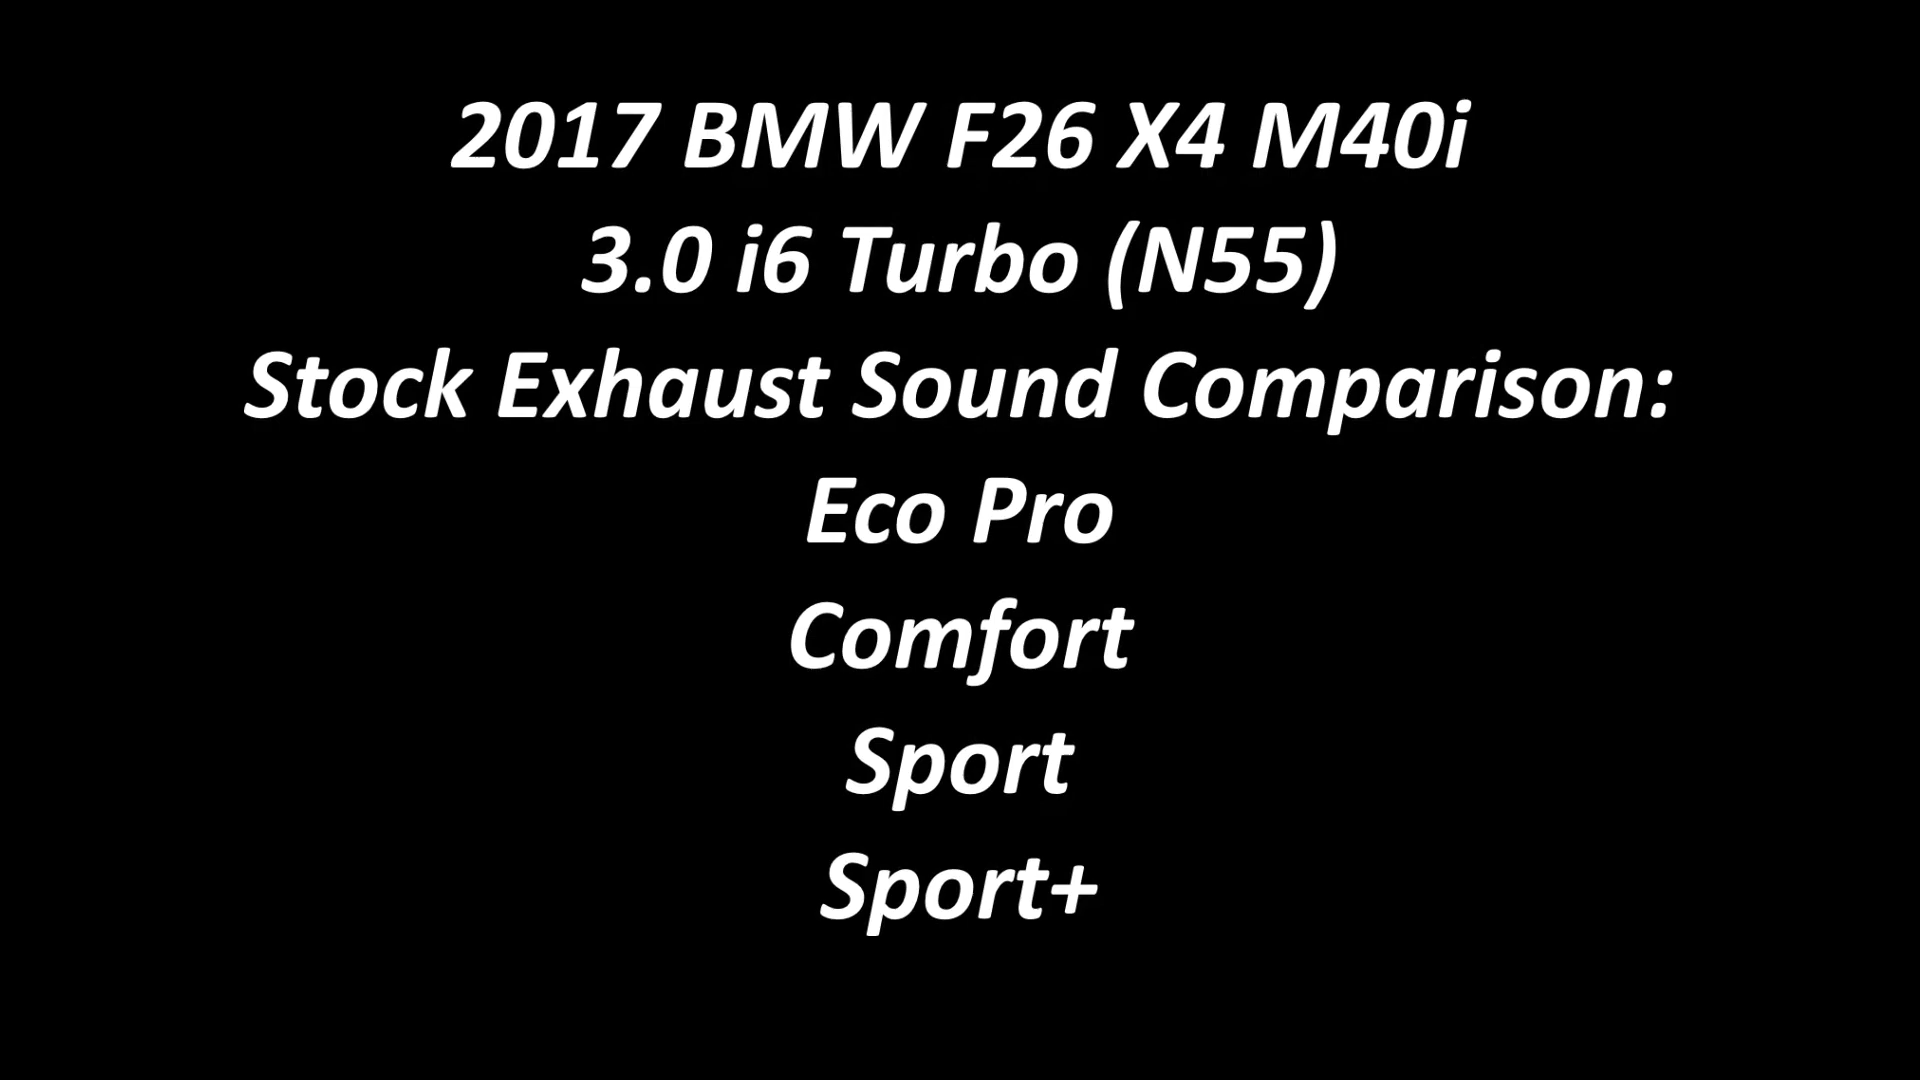 2017 BMW F26 X4 M40i
3.0 i6 Turbo (N55)
Stock Exhaust Sound Comparison:
Eco Pro
Comfort
Sport
Sport+